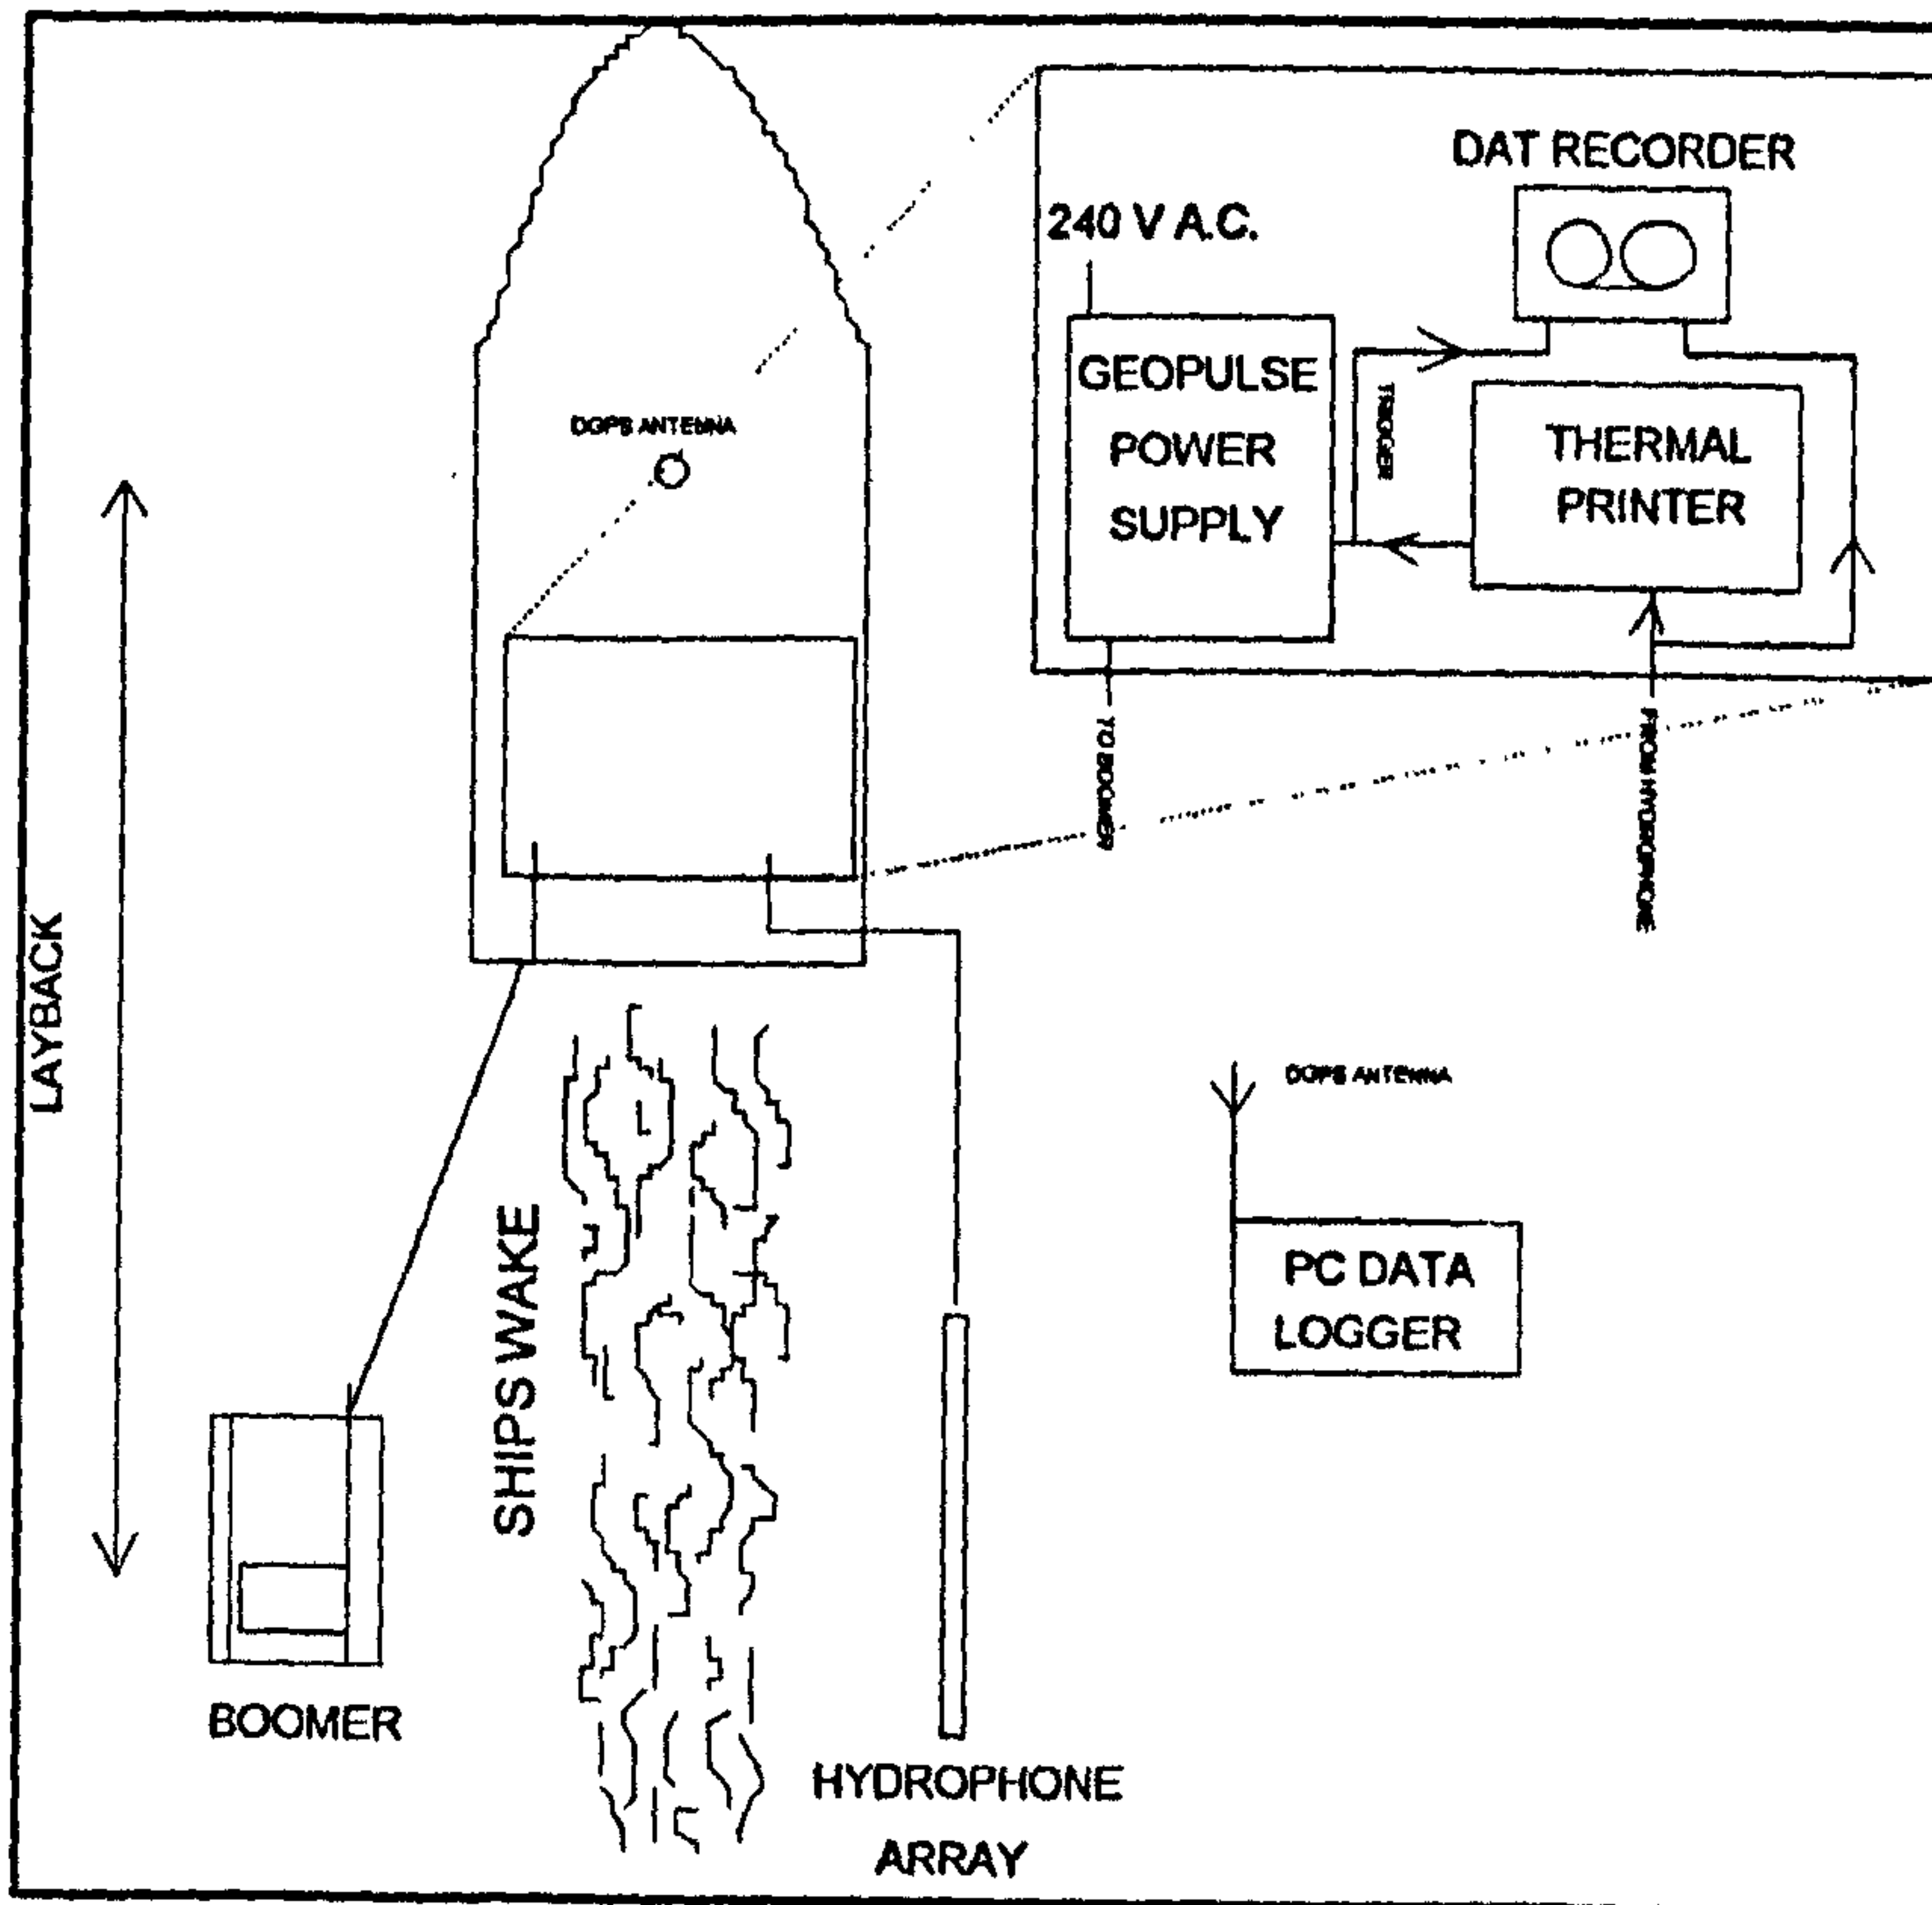 DAT RECORDER
240 V A.C.
GEOPULSE
POWER
SUPPLY
TRIGGER
THERMAL
PRINTER
DGPS ANTENNA
TO BOOMER
FROM HYDROPHONE
LAYBACK
SHIPS WAKE
DGPS ANTENNA
PC DATA
LOGGER
BOOMER
HYDROPHONE
ARRAY